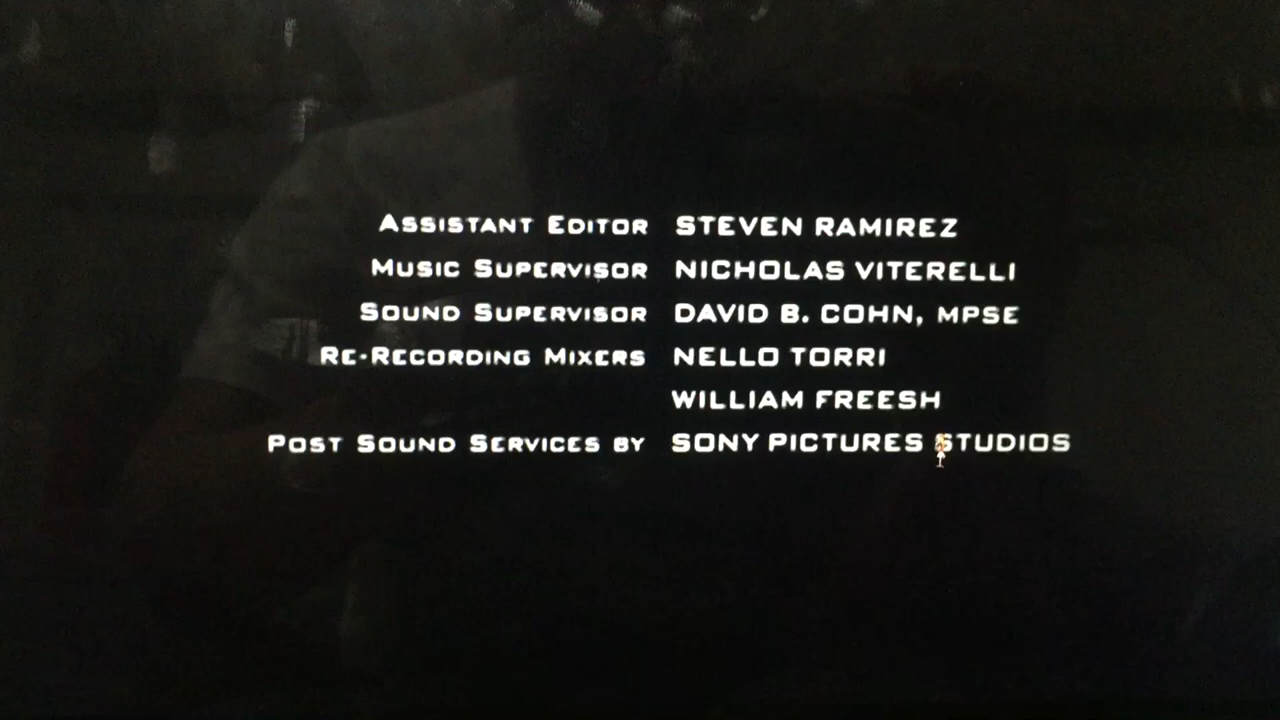 ASSISTANT EDITOR STEVEN RAMIREZ
MUSIC SUPERVISOR NICHOLAS VITERELLI
SOUND SUPERVISOR DAVID B. COHN, MPSE
RE-RECORDING MIXERS NELLO TORRI
WILLIAM FREESH
POST SOUND SERVICES BY SONY PICTURES STUDIOS